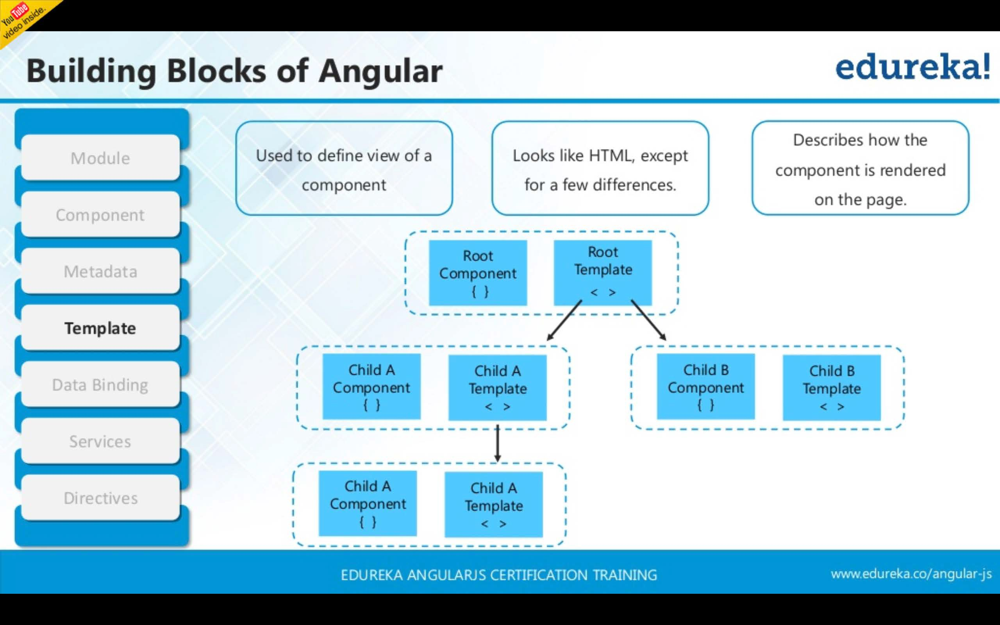 YouTube
video inside.
Building Blocks of Angular
edureka!
Module
Component
Metadata
Template
Data Binding
Services
Directives
Used to define view of a
component
Looks like HTML, except
for a few differences.
Describes how the
component is rendered
on the page.
Root
Component
{ }
Root
Template
< >
Child A
Component
{ }
Child A
Template
< >
Child B
Component
{ }
Child B
Template
< >
Child A
Component
{ }
Child A
Template
< >
EDUREKA ANGULARJS CERTIFICATION TRAINING
www.edureka.co/angular-js